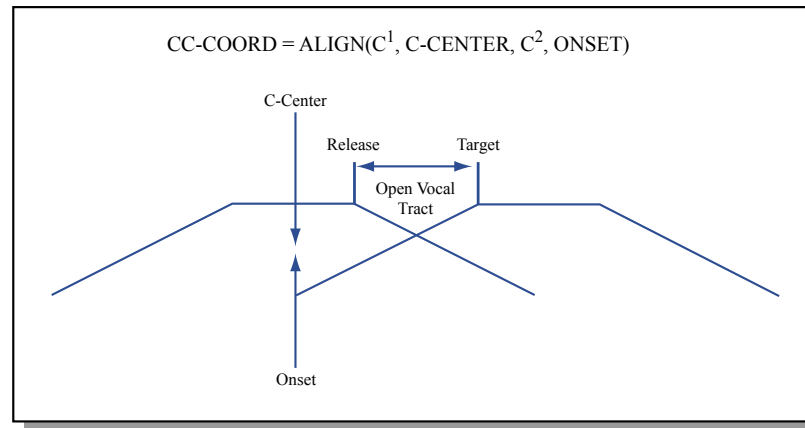 CC-COORD = ALIGN(C¹, C-CENTER, C², ONSET)
C-Center
Release
Target
Open Vocal
Tract
Onset